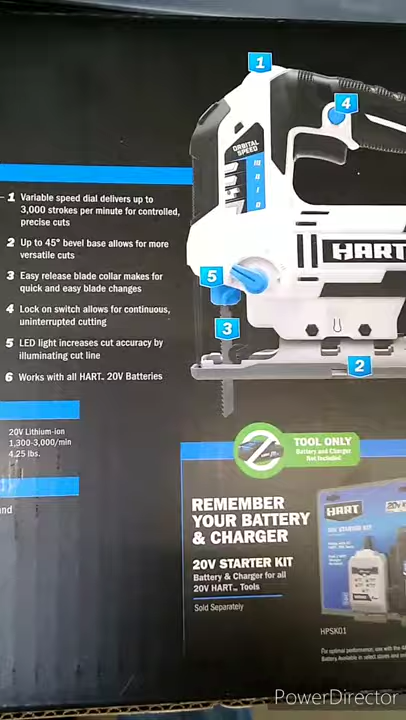 1
4
ORBITAL
SPEED
1 Variable speed dial delivers up to
3,000 strokes per minute for controlled,
precise cuts
2 Up to 45° bevel base allows for more
versatile cuts
3 Easy release blade collar makes for
quick and easy blade changes
4 Lock on switch allows for continuous,
uninterrupted cutting
5 LED light increases cut accuracy by
illuminating cut line
6 Works with all HART™ 20V Batteries
HART
5
3
2
20V Lithium-ion
1,300-3,000/min
4.25 lbs.
TOOL ONLY
Battery and Charger
Not Included
REMEMBER
YOUR BATTERY
& CHARGER
20V STARTER KIT
Battery & Charger for all
20V HART™ Tools
Sold Separately
HART
20V
20V STARTER KIT
HPSK01
PowerDirector